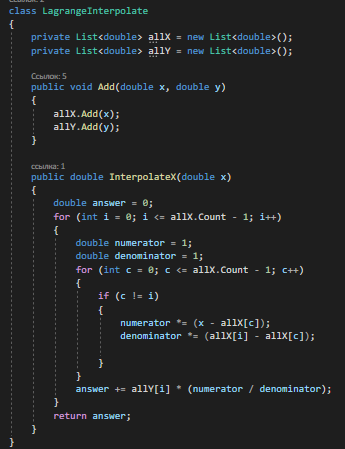 Ссылок: 2
class LagrangeInterpolate
{
private List<double> allX = new List<double>();
private List<double> allY = new List<double>();
Ссылок: 5
public void Add(double x, double y)
{
allX.Add(x);
allY.Add(y);
}
ссылка: 1
public double InterpolateX(double x)
{
double answer = 0;
for (int i = 0; i <= allX.Count - 1; i++)
{
double numerator = 1;
double denominator = 1;
for (int c = 0; c <= allX.Count - 1; c++)
{
if (c != i)
{
numerator *= (x - allX[c]);
denominator *= (allX[i] - allX[c]);
}
}
answer += allY[i] * (numerator / denominator);
}
return answer;
}
}